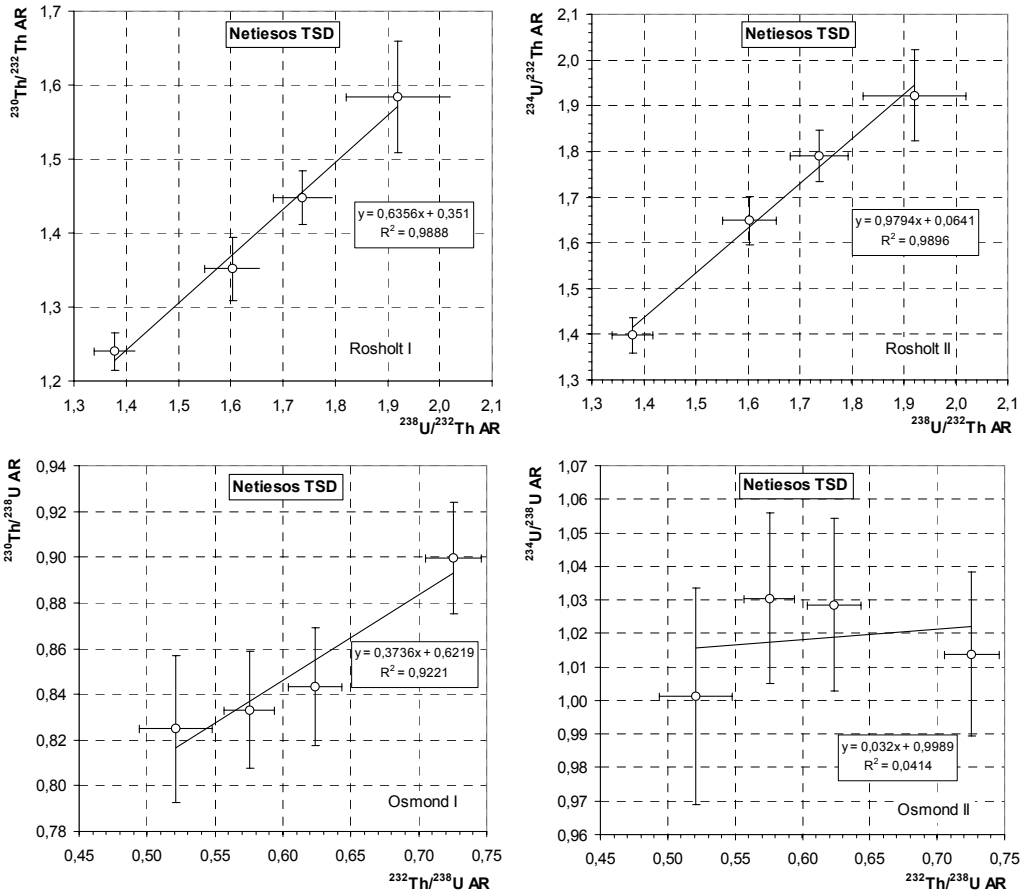 Netiesos TSD
²³⁰Th/²³²Th AR
1,7
1,6
1,5
1,4
1,3
1,2
y = 0,6356x + 0,351
R² = 0,9888
Rosholt I
1,3 1,4 1,5 1,6 1,7 1,8 1,9 2,0 2,1
²³⁸U/²³²Th AR
Netiesos TSD
²³⁴U/²³²Th AR
2,1
2,0
1,9
1,8
1,7
1,6
1,5
1,4
1,3
y = 0,9794x + 0,0641
R² = 0,9896
Rosholt II
1,3 1,4 1,5 1,6 1,7 1,8 1,9 2,0 2,1
²³⁸U/²³²Th AR
Netiesos TSD
²³⁰Th/²³⁸U AR
0,94
0,92
0,90
0,88
0,86
0,84
0,82
0,80
0,78
y = 0,3736x + 0,6219
R² = 0,9221
Osmond I
0,45 0,50 0,55 0,60 0,65 0,70 0,75
²³²Th/²³⁸U AR
Netiesos TSD
²³⁴U/²³⁸U AR
1,07
1,06
1,05
1,04
1,03
1,02
1,01
1,00
0,99
0,98
0,97
0,96
y = 0,032x + 0,9989
R² = 0,0414
Osmond II
0,45 0,50 0,55 0,60 0,65 0,70 0,75
²³²Th/²³⁸U AR